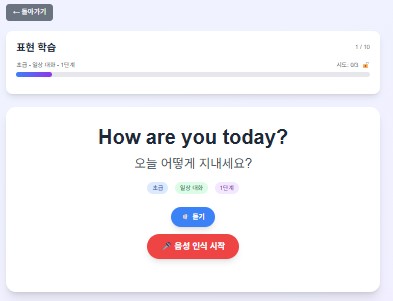 ← 돌아가기
표현 학습
1 / 10
초급 - 일상 대화 - 1단계
시도: 0/3
How are you today?
오늘 어떻게 지내세요?
초급 일상 대화 1단계
듣기
음성 인식 시작